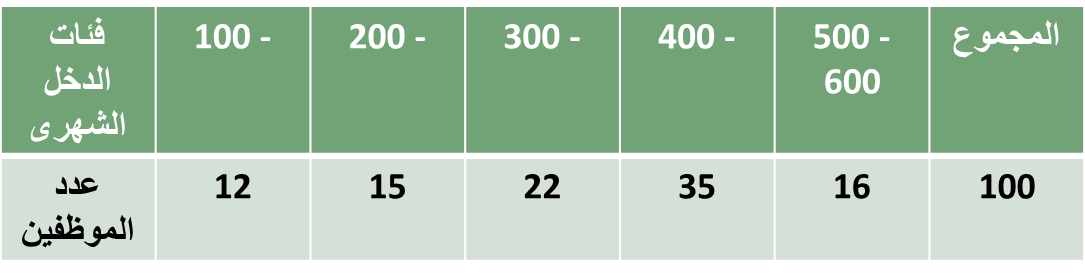 فئات الدخل الشهرى	100 -	200 -	300 -	400 -	500 - 600	المجموع
عدد الموظفين	12	15	22	35	16	100